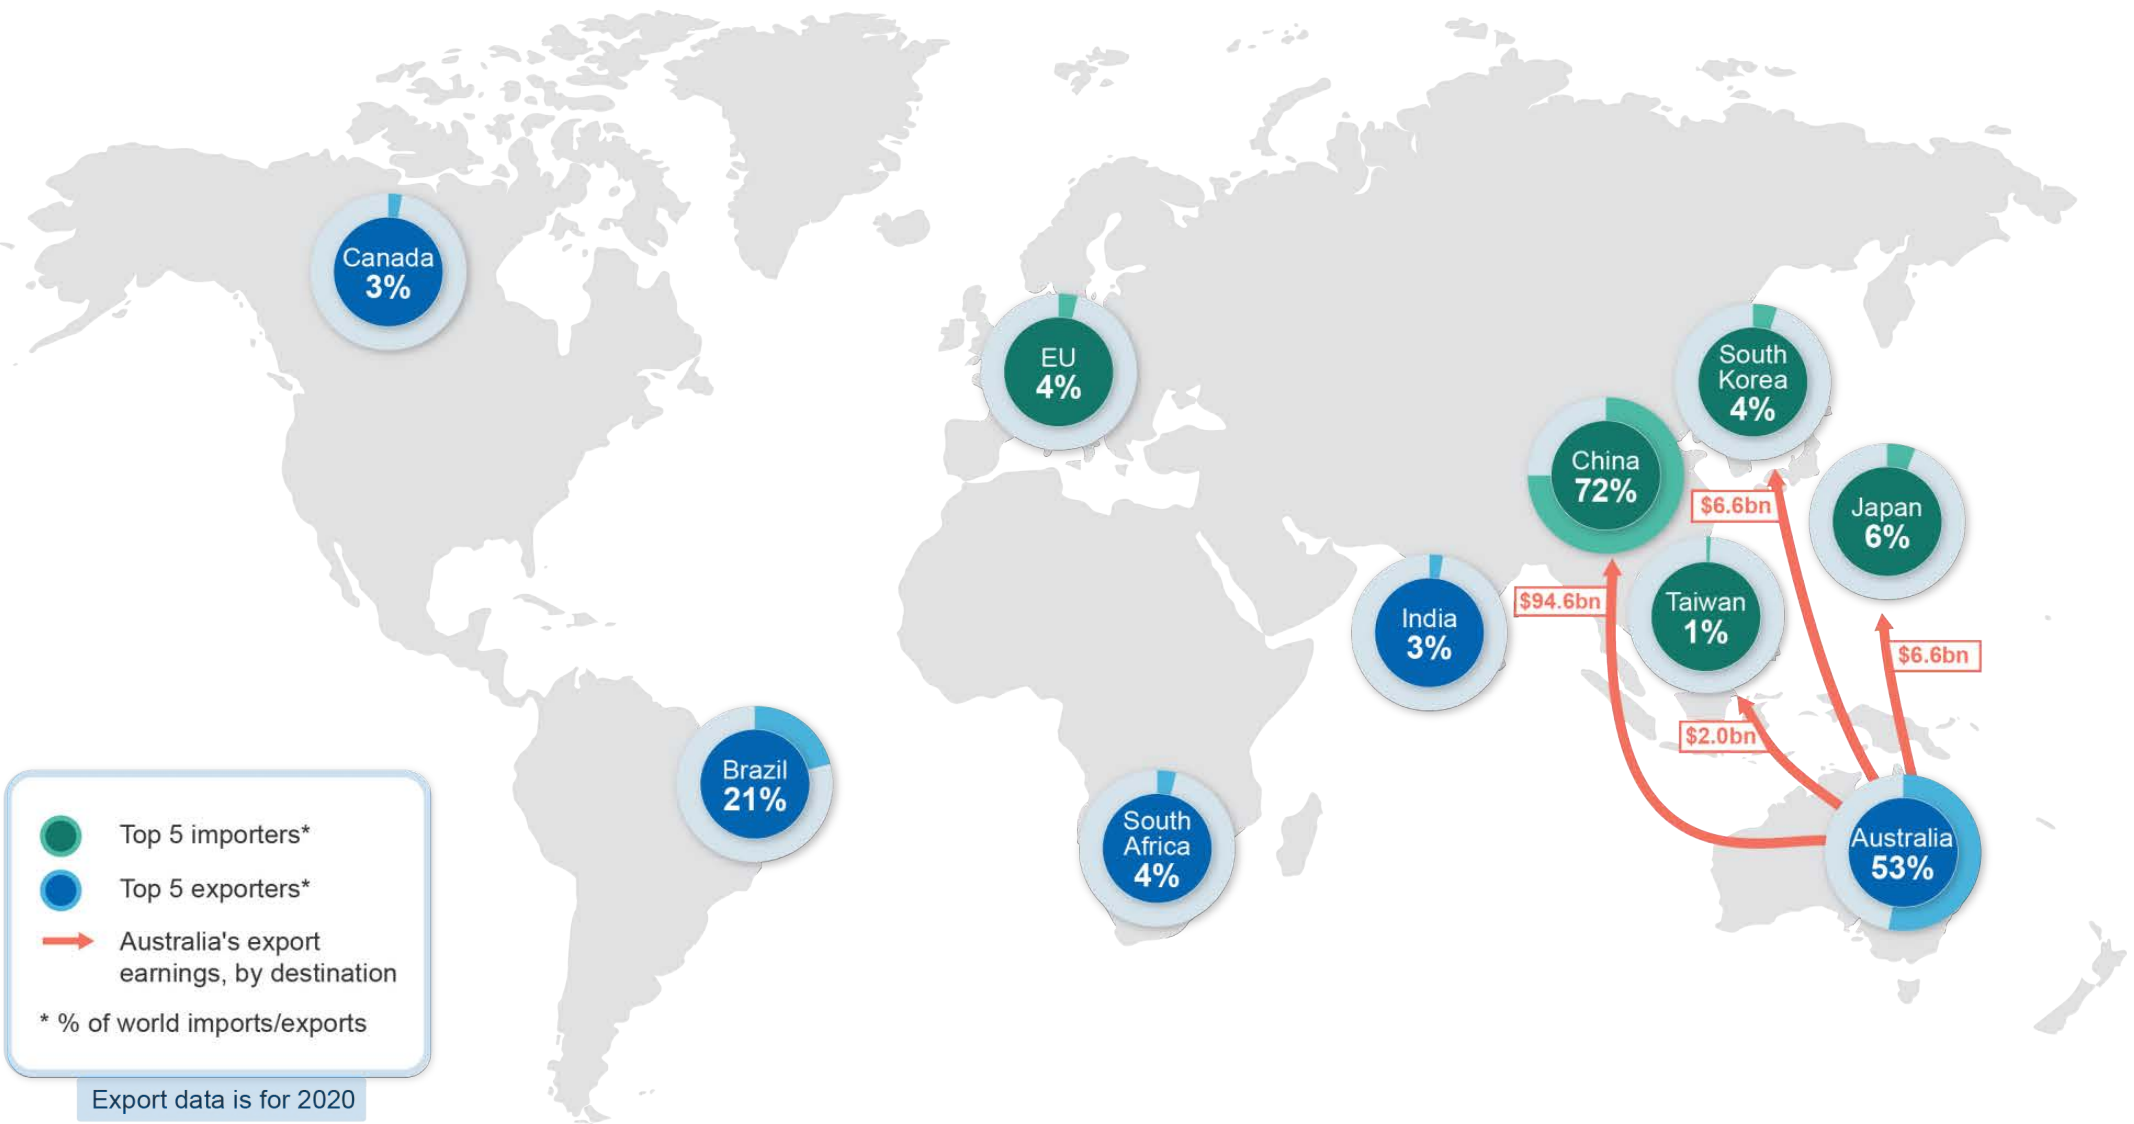 Canada
3%
EU
4%
South
Korea
4%
China
72%
$6.6bn
Japan
6%
$94.6bn
Taiwan
1%
India
3%
$6.6bn
$2.0bn
Brazil
21%
South
Africa
4%
Australia
53%
Top 5 importers*
Top 5 exporters*
Australia's export
earnings, by destination
* % of world imports/exports
Export data is for 2020